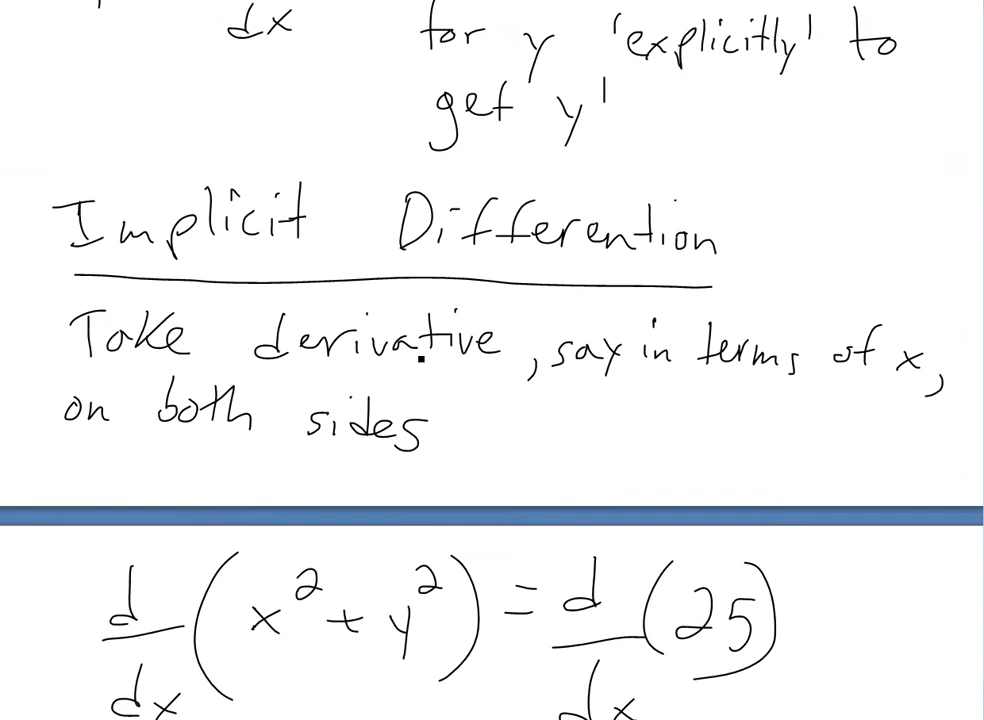 dx for y 'explicitly' to
get y'
Implicit Differention
Take derivative, say in terms of x,
on both sides
d/dx (x² + y²) = d/dx (25)